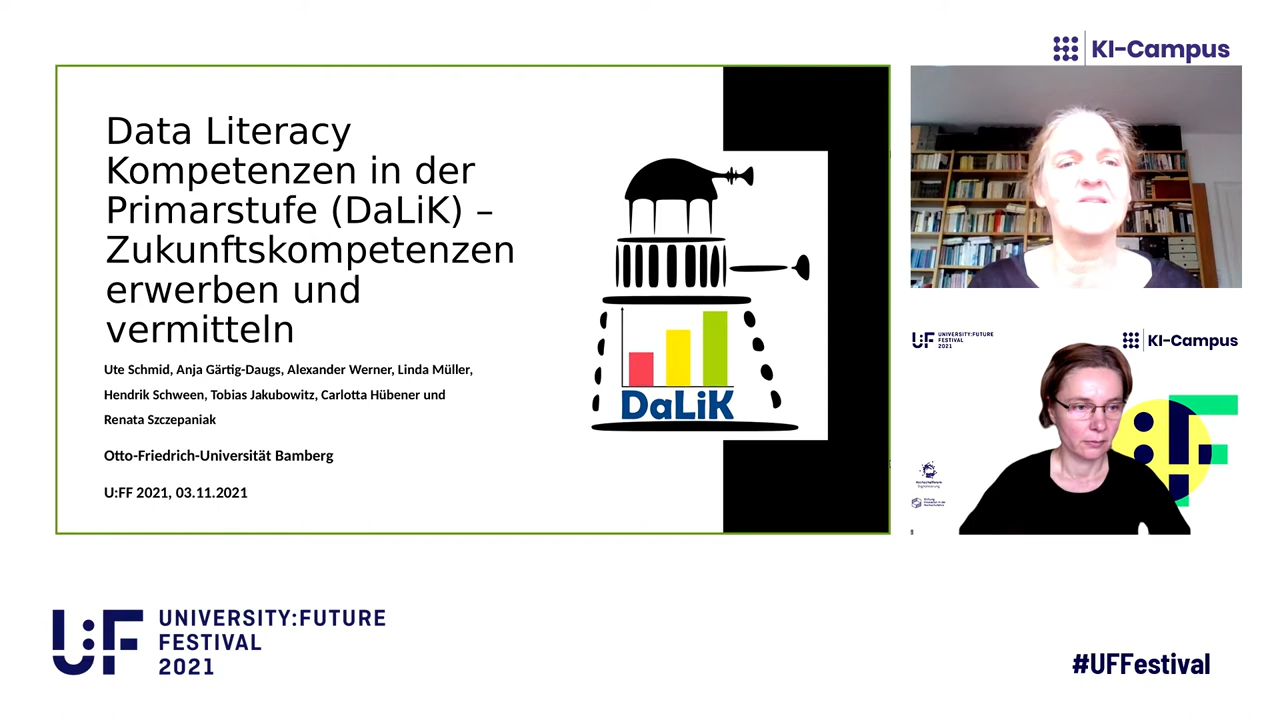 KI-Campus
Data Literacy
Kompetenzen in der
Primarstufe (DaLiK) –
Zukunftskompetenzen
erwerben und
vermitteln
Ute Schmid, Anja Gärtig-Daugs, Alexander Werner, Linda Müller,
Hendrik Schween, Tobias Jakubowitz, Carlotta Hübener und
Renata Szczepaniak
Otto-Friedrich-Universität Bamberg
U:FF 2021, 03.11.2021
DaLiK
U:F UNIVERSITY:FUTURE
FESTIVAL
2021
KI-Campus
U:F
UNIVERSITY:FUTURE
FESTIVAL
2021
#UFFestival